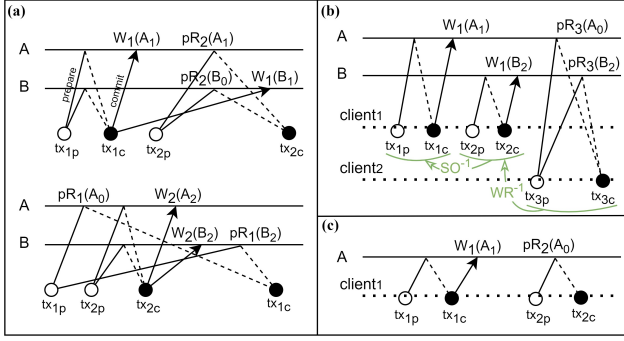 (a)
W₁(A₁) pR₂(A₁)
A
prepare commit pR₂(B₀) W₁(B₁)
B
tx₁ₚ tx₁c tx₂ₚ tx₂c
pR₁(A₀) W₂(A₂)
A
W₂(B₂) pR₁(B₂)
B
tx₁ₚ tx₂ₚ tx₂c tx₁c
(b)
W₁(A₁) pR₃(A₀)
A
W₁(B₂) pR₃(B₂)
B
client₁
tx₁ₚ tx₁c tx₂ₚ tx₂c
SO⁻¹
client₂
WR⁻¹
tx₃ₚ tx₃c
(c)
W₁(A₁) pR₂(A₀)
A
client₁
tx₁ₚ tx₁c tx₂ₚ tx₂c